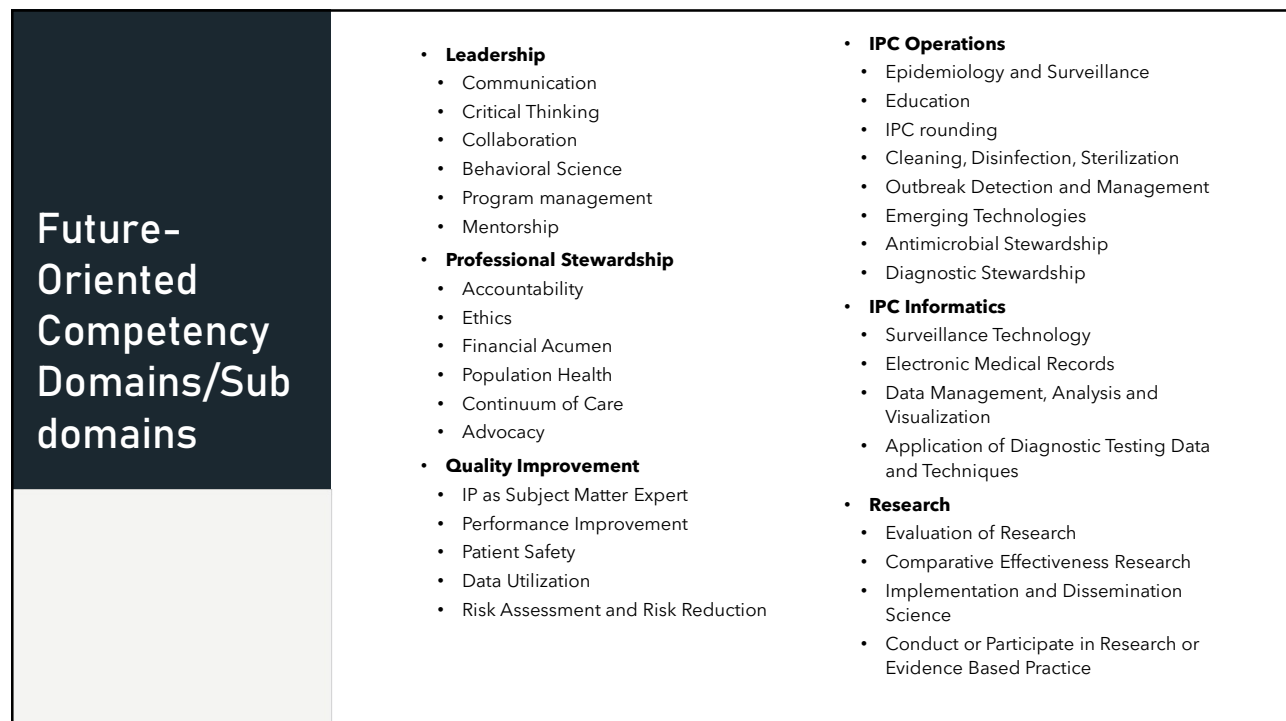 Future-
Oriented
Competency
Domains/Sub
domains
• Leadership
• Communication
• Critical Thinking
• Collaboration
• Behavioral Science
• Program management
• Mentorship
• Professional Stewardship
• Accountability
• Ethics
• Financial Acumen
• Population Health
• Continuum of Care
• Advocacy
• Quality Improvement
• IP as Subject Matter Expert
• Performance Improvement
• Patient Safety
• Data Utilization
• Risk Assessment and Risk Reduction
• IPC Operations
• Epidemiology and Surveillance
• Education
• IPC rounding
• Cleaning, Disinfection, Sterilization
• Outbreak Detection and Management
• Emerging Technologies
• Antimicrobial Stewardship
• Diagnostic Stewardship
• IPC Informatics
• Surveillance Technology
• Electronic Medical Records
• Data Management, Analysis and
Visualization
• Application of Diagnostic Testing Data
and Techniques
• Research
• Evaluation of Research
• Comparative Effectiveness Research
• Implementation and Dissemination
Science
• Conduct or Participate in Research or
Evidence Based Practice